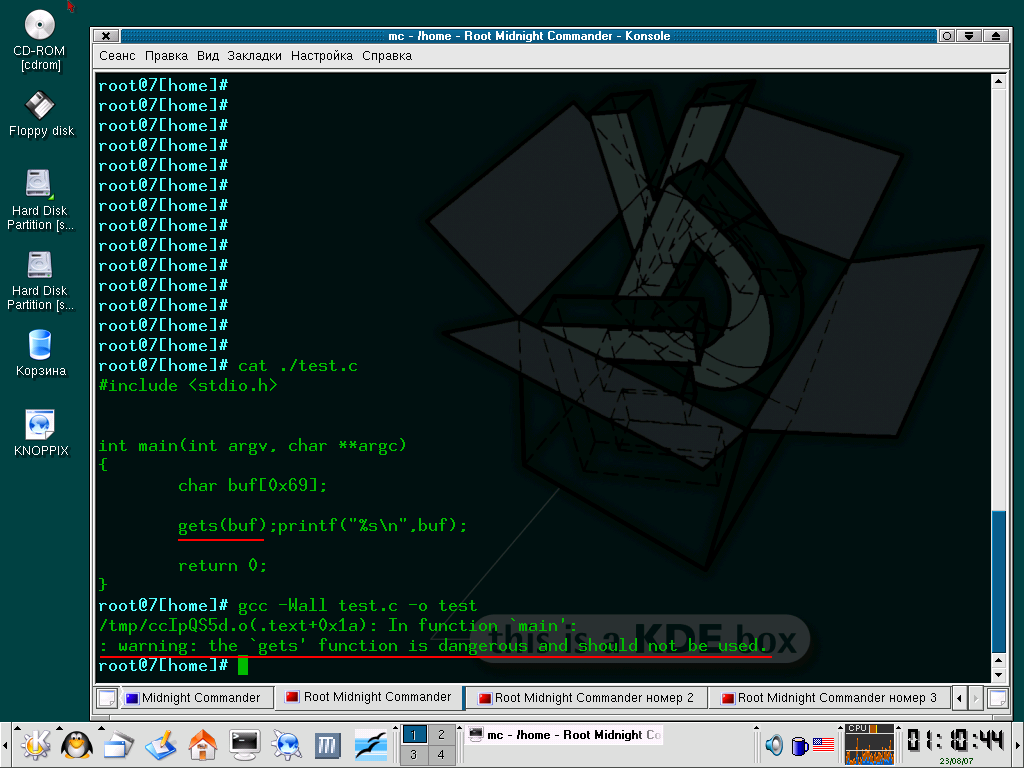 CD-ROM
[cdrom]
Floppy disk
Hard Disk
Partition [s...
Hard Disk
Partition [s...
Корзина
KNOPPIX
mc - /home - Root Midnight Commander - Konsole
Сеанс Правка Вид Закладки Настройка Справка
root@7[home]#
root@7[home]#
root@7[home]#
root@7[home]#
root@7[home]#
root@7[home]#
root@7[home]#
root@7[home]#
root@7[home]#
root@7[home]#
root@7[home]#
root@7[home]#
root@7[home]#
root@7[home]#
root@7[home]# cat ./test.c
#include <stdio.h>
int main(int argv, char **argc)
{
char buf[0x69];
gets(buf);printf("%s\n",buf);
return 0;
}
root@7[home]# gcc -Wall test.c -o test
/tmp/ccIpQS5d.o(.text+0x1a): In function `main':
: warning: the `gets' function is dangerous and should not be used.
root@7[home]#
this is a KDE box
Midnight Commander
Root Midnight Commander
Root Midnight Commander номер 2
Root Midnight Commander номер 3
1 2
3 4
mc - /home - Root Midnight Co
CPU
01:10:44
23/08/07